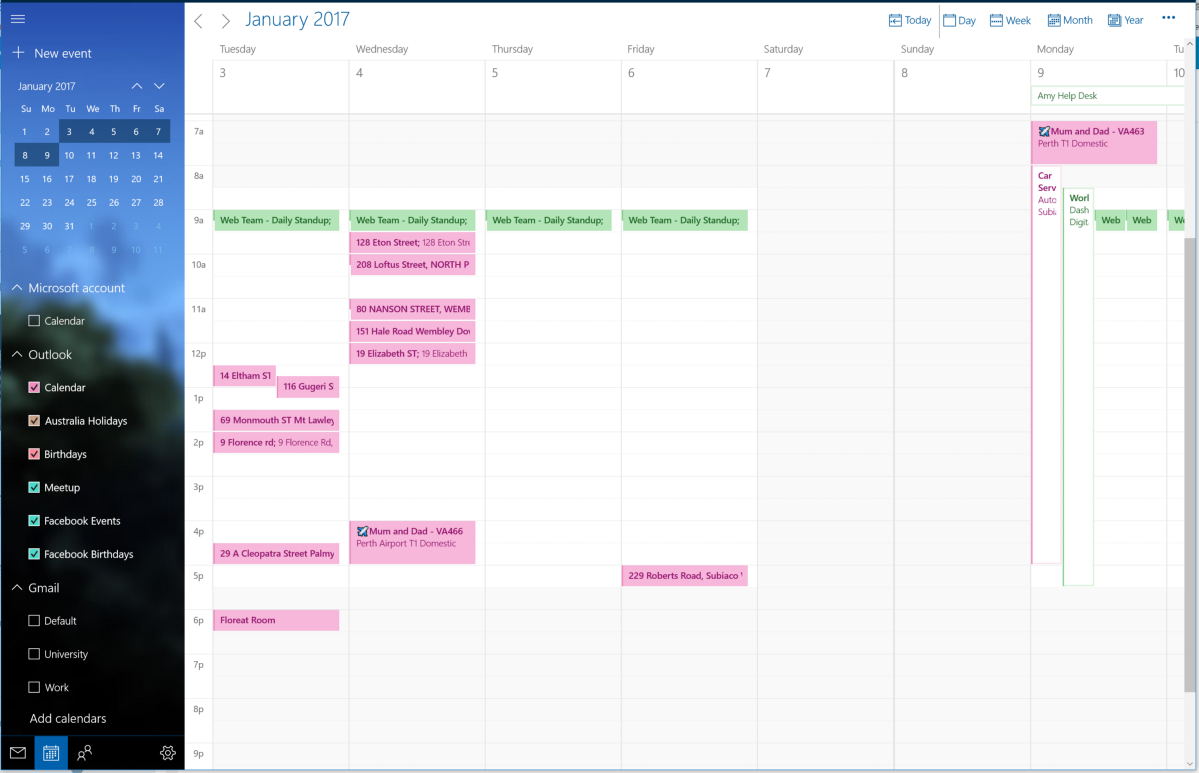 January 2017
Today
Day
Week
Month
Year
New event
January 2017
Su Mo Tu We Th Fr Sa
1 2 3 4 5 6 7
8 9 10 11 12 13 14
15 16 17 18 19 20 21
22 23 24 25 26 27 28
29 30 31 1 2 3 4
5 6 7 8 9 10 11
Microsoft account
Calendar
Outlook
Calendar
Australia Holidays
Birthdays
Meetup
Facebook Events
Facebook Birthdays
Gmail
Default
University
Work
Add calendars
Tuesday Wednesday Thursday Friday Saturday Sunday Monday Tu
3 4 5 6 7 8 9 10
Amy Help Desk
7a
Mum and Dad - VA463
Perth T1 Domestic
8a
Car
Serv
Auto
Subi
Worl
Dash
Digit
9a
Web Team - Daily Standup;
Web Team - Daily Standup;
Web Team - Daily Standup;
Web Team - Daily Standup;
Web
Web
We
128 Eton Street; 128 Eton Stre
10a
208 Loftus Street, NORTH P
11a
80 NANSON STREET, WEMB
151 Hale Road Wembley Dov
12p
19 Elizabeth ST; 19 Elizabeth
14 Eltham ST
116 Gugeri S
1p
69 Monmouth ST Mt Lawley
2p
9 Florence rd; 9 Florence Rd,
3p
4p
Mum and Dad - VA466
Perth Airport T1 Domestic
29 A Cleopatra Street Palmy
5p
229 Roberts Road, Subiaco
6p
Floreat Room
7p
8p
9p